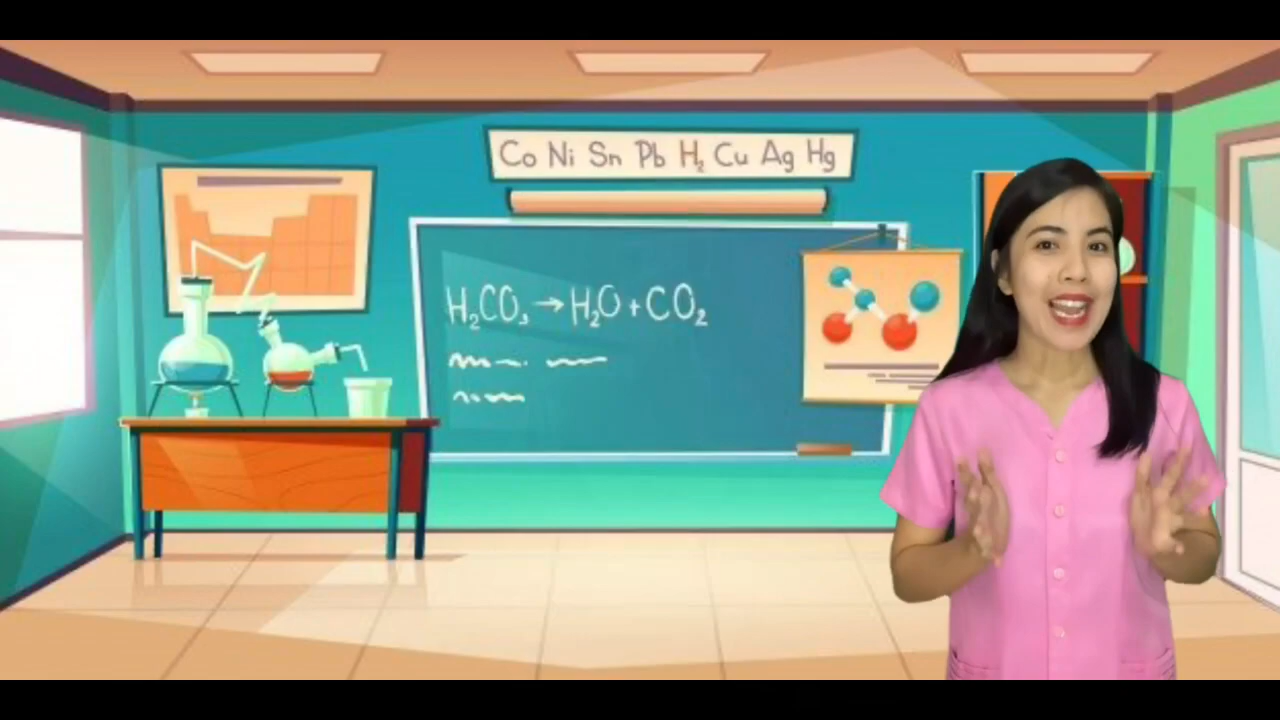 Co Ni Sn Pb H₂ Cu Ag Hg
H₂CO₃ → H₂O + CO₂